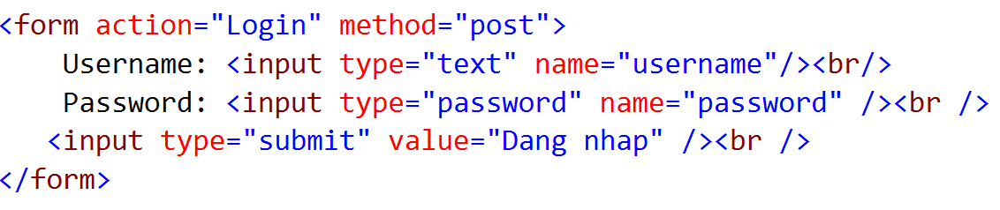 <form action="Login" method="post">
Username: <input type="text" name="username"/><br/>
Password: <input type="password" name="password" /><br />
<input type="submit" value="Dang nhap" /><br />
</form>